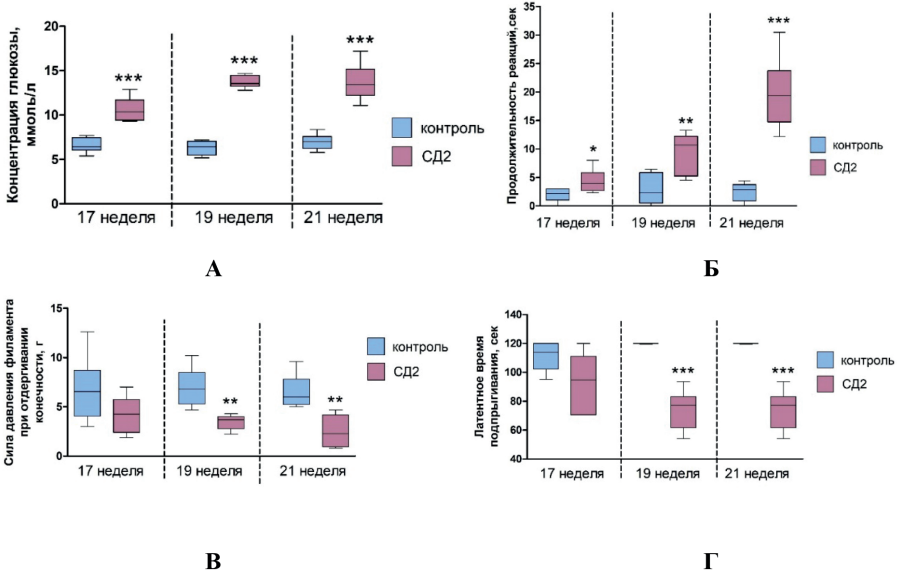 Концентрация глюкозы,
ммоль/л
20
15
10
5
0
***
***
***
17 неделя
19 неделя
21 неделя
контроль
СД2
А
Продолжительность реакций,сек
35
30
25
20
15
10
5
0
*
**
***
17 неделя
19 неделя
21 неделя
контроль
СД2
Б
Сила давления филамента
при отдергивании
конечности, г
15
10
5
0
**
**
17 неделя
19 неделя
21 неделя
контроль
СД2
В
Латентное время
подпрыгивания, сек
140
120
100
80
60
40
***
***
17 неделя
19 неделя
21 неделя
контроль
СД2
Г